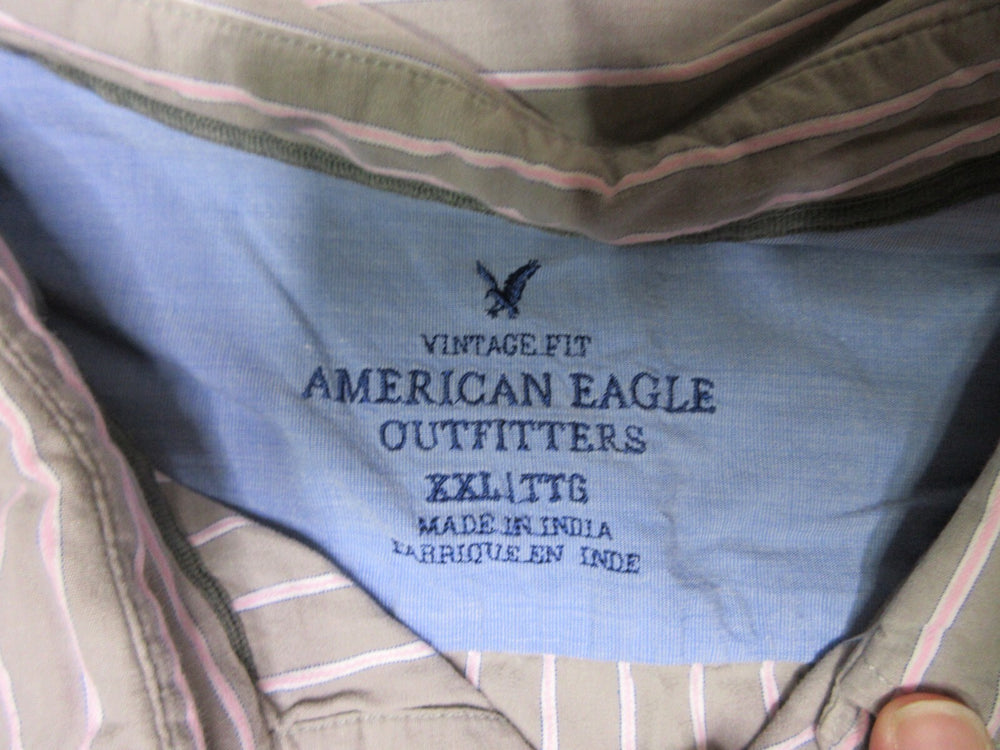 VINTAGE FIT
AMERICAN EAGLE
OUTFITTERS
XXL|TTG
MADE IN INDIA
FABRIQUE EN INDE